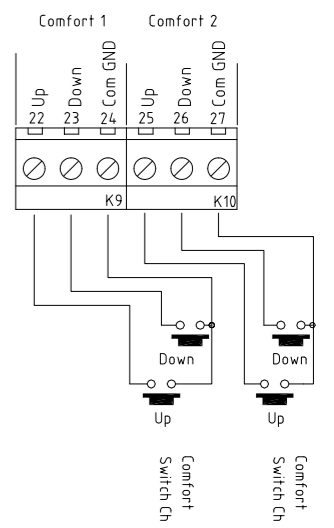 Comfort 1 Comfort 2
Up Down Com GND Up Down Com GND
22 23 24 25 26 27
K9 K10
Down Down
Up Up
Comfort Comfort
Switch Ch Switch Ch